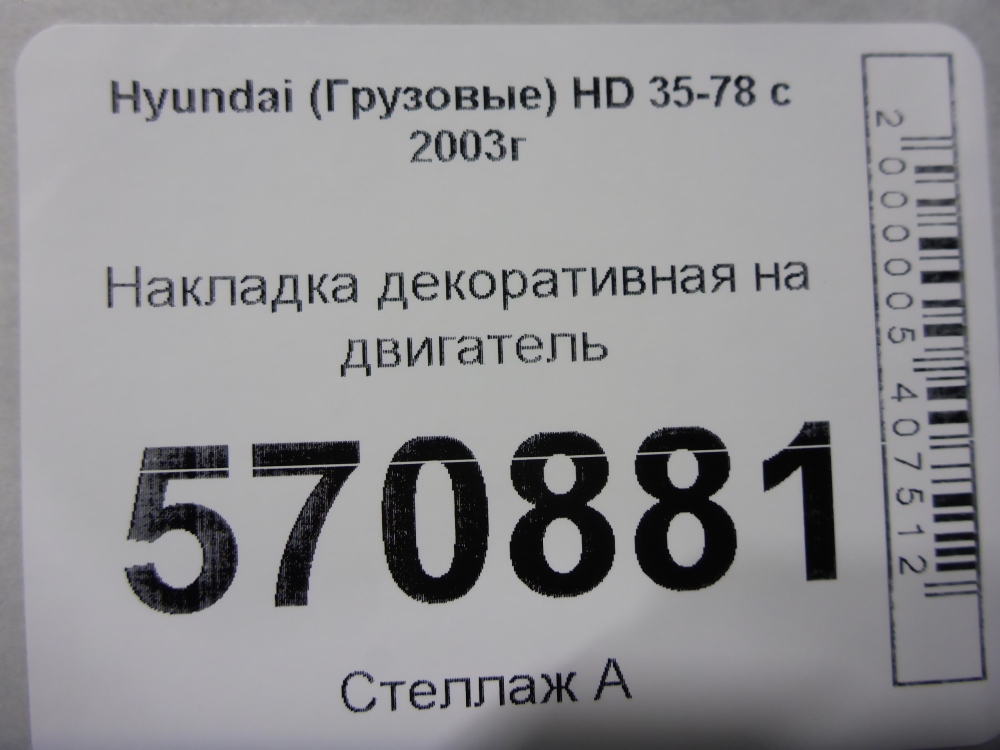 Hyundai (Грузовые) HD 35-78 с
2003г
Накладка декоративная на
двигатель
570881
Стеллаж А
2000005407512